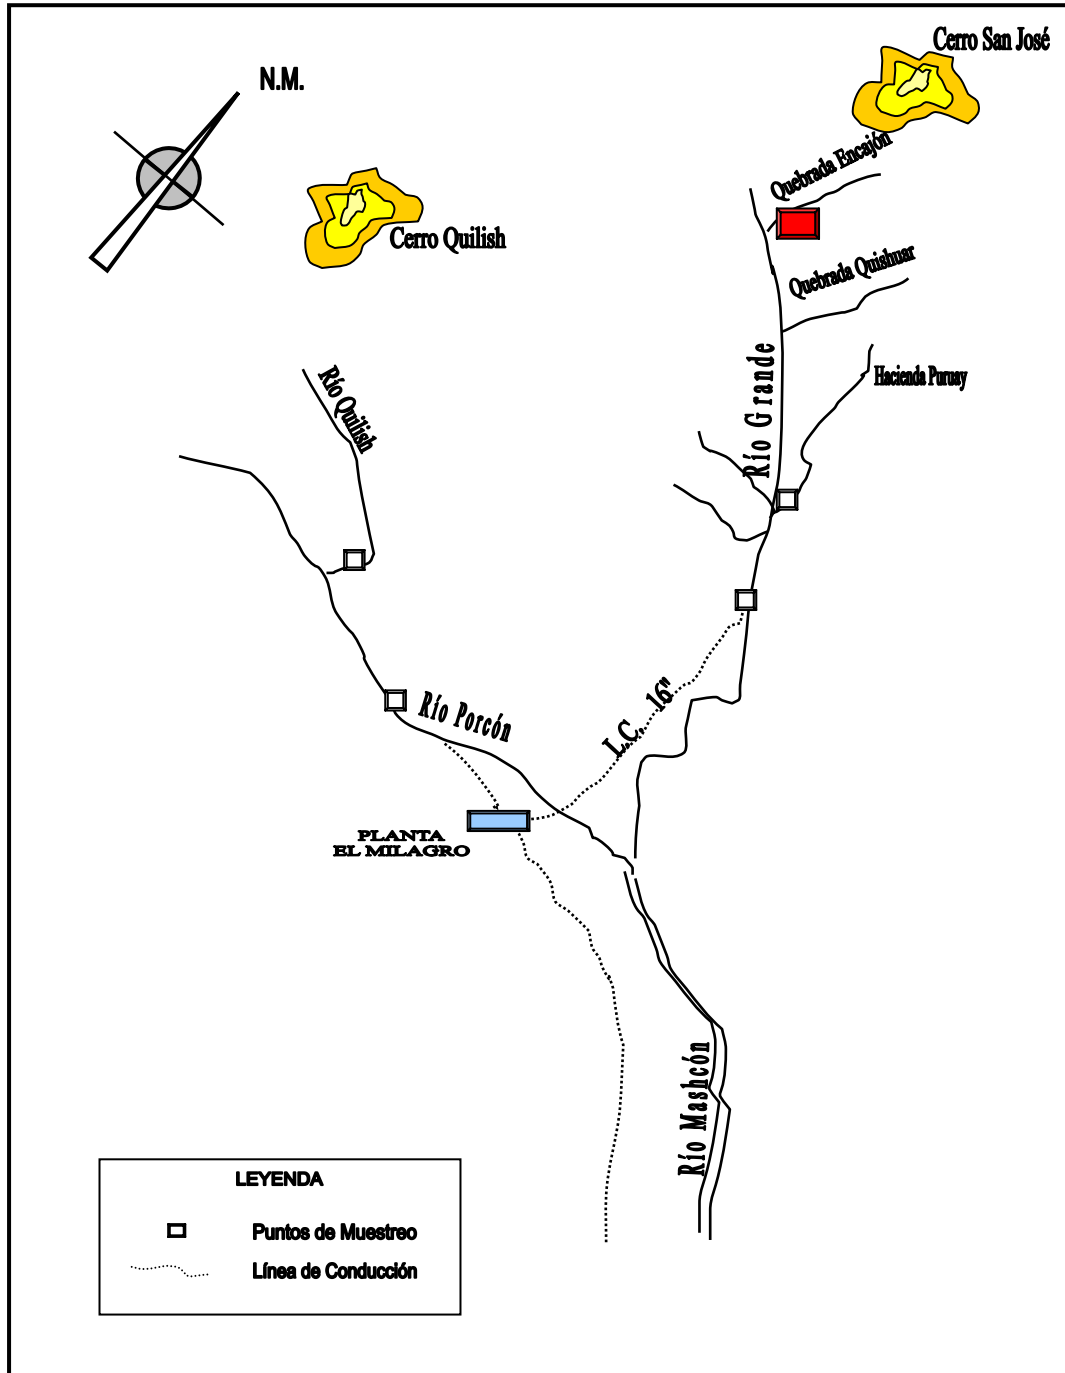 Cerro San José
N.M.
Quebrada Encajón
Cerro Quilish
Quebrada Quishuar
Río Grande
Hacienda Puruay
Río Quilish
L.C. 16"
Río Porcón
PLANTA
EL MILAGRO
Río Mashcón
LEYENDA
Puntos de Muestreo
Línea de Conducción